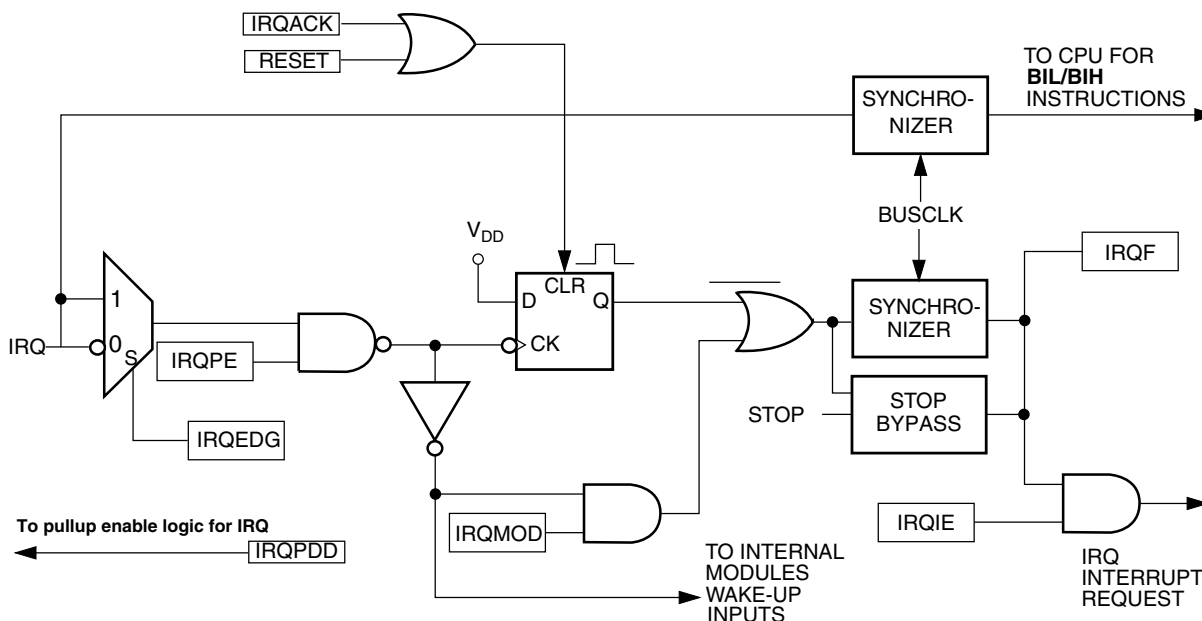 IRQACK
RESET
TO CPU FOR
BIL/BIH
INSTRUCTIONS
SYNCHRO-
NIZER
BUSCLK
VDD
CLR
D
Q
CK
IRQF
SYNCHRO-
NIZER
1
0
S
IRQ
IRQPE
IRQEDG
STOP
STOP
BYPASS
To pullup enable logic for IRQ
IRQPDD
IRQMOD
IRQIE
TO INTERNAL
MODULES
WAKE-UP
INPUTS
IRQ
INTERRUPT
REQUEST